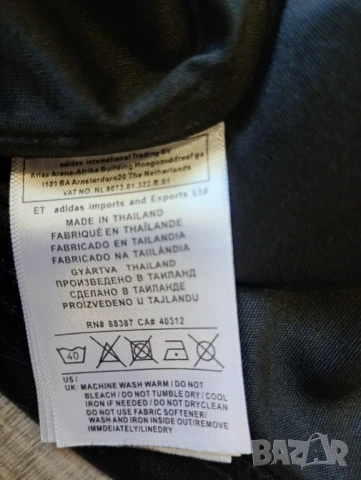 adidas International Trading BV
Atlas Arena-Afrika Building Hoogoorddreef 9a
1101 BA Amsterdam20 The Netherlands
VAT NO. NL 8073.01.322.B.01
ET adidas imports and Exports Ltd
MADE IN THAILAND
FABRIQUÉ EN THAILANDE
FABRICADO EN TAILANDIA
FABRICADO NA TAIILÂNDIA
GYÁRTVA THAILAND
ПРОИЗВЕДЕНО В ТАИЛАНД
СДЕЛАНО В ТАИЛАНДЕ
PROIZVEDENO U TAJLANDU
RN# 88387 CA# 40312
40
US/
UK: MACHINE WASH WARM / DO NOT
BLEACH / DO NOT TUMBLE DRY / COOL
IRON IF NEEDED / DO NOT DRYCLEAN
DO NOT USE FABRIC SOFTENER/
WASH AND IRON INSIDE OUT/REMOVE
IMMDEIATELY/LINEDRY
BAZAR